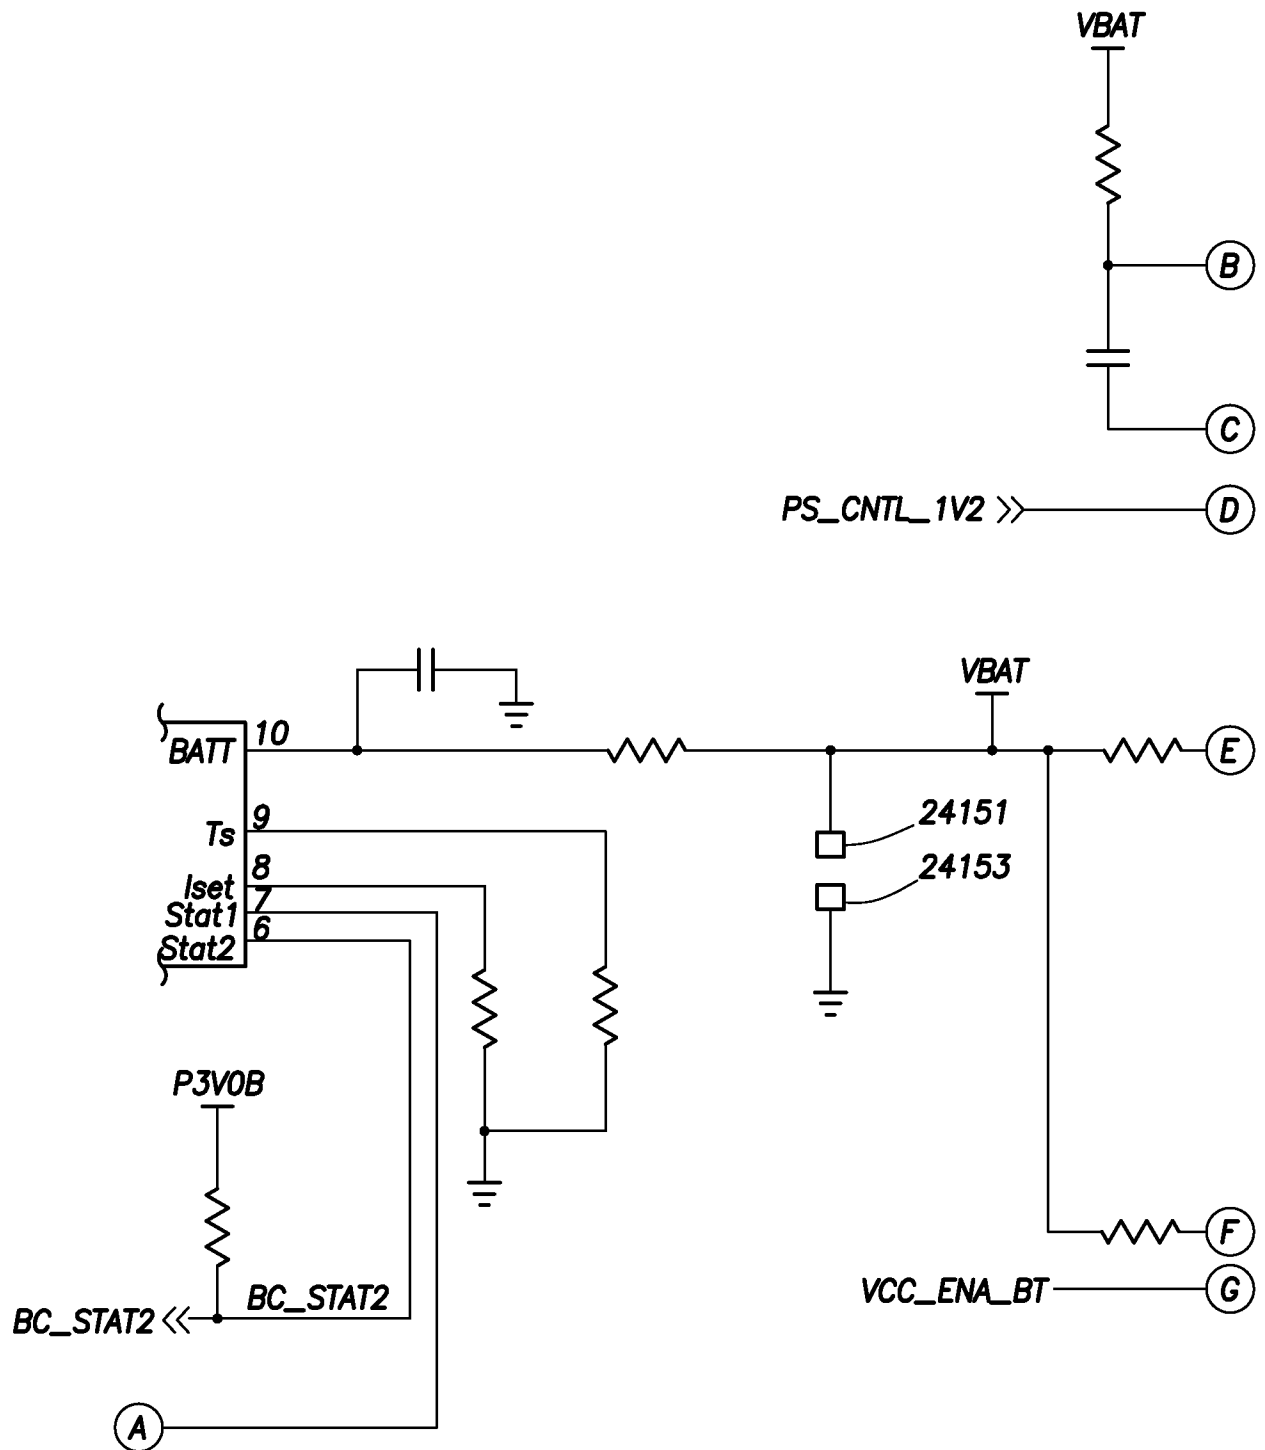 VBAT
B
C
PS_CNTL_1V2
D
VBAT
10
BATT
E
24151
9
Ts
24153
8
Iset
7
Stat1
6
Stat2
P3V0B
F
BC_STAT2
VCC_ENA_BT
G
BC_STAT2
A